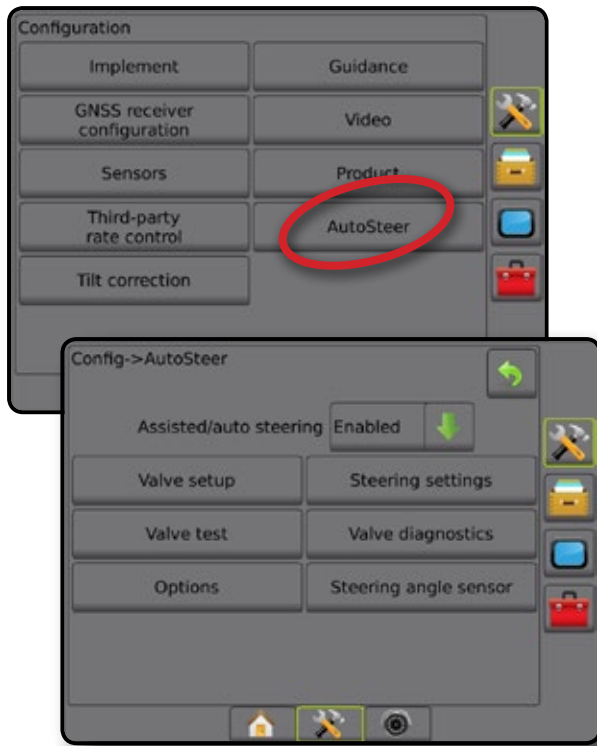 Configuration
Implement
Guidance
GNSS receiver
configuration
Video
Sensors
Product
Third-party
rate control
AutoSteer
Tilt correction
Config->AutoSteer
Assisted/auto steering
Enabled
Valve setup
Steering settings
Valve test
Valve diagnostics
Options
Steering angle sensor